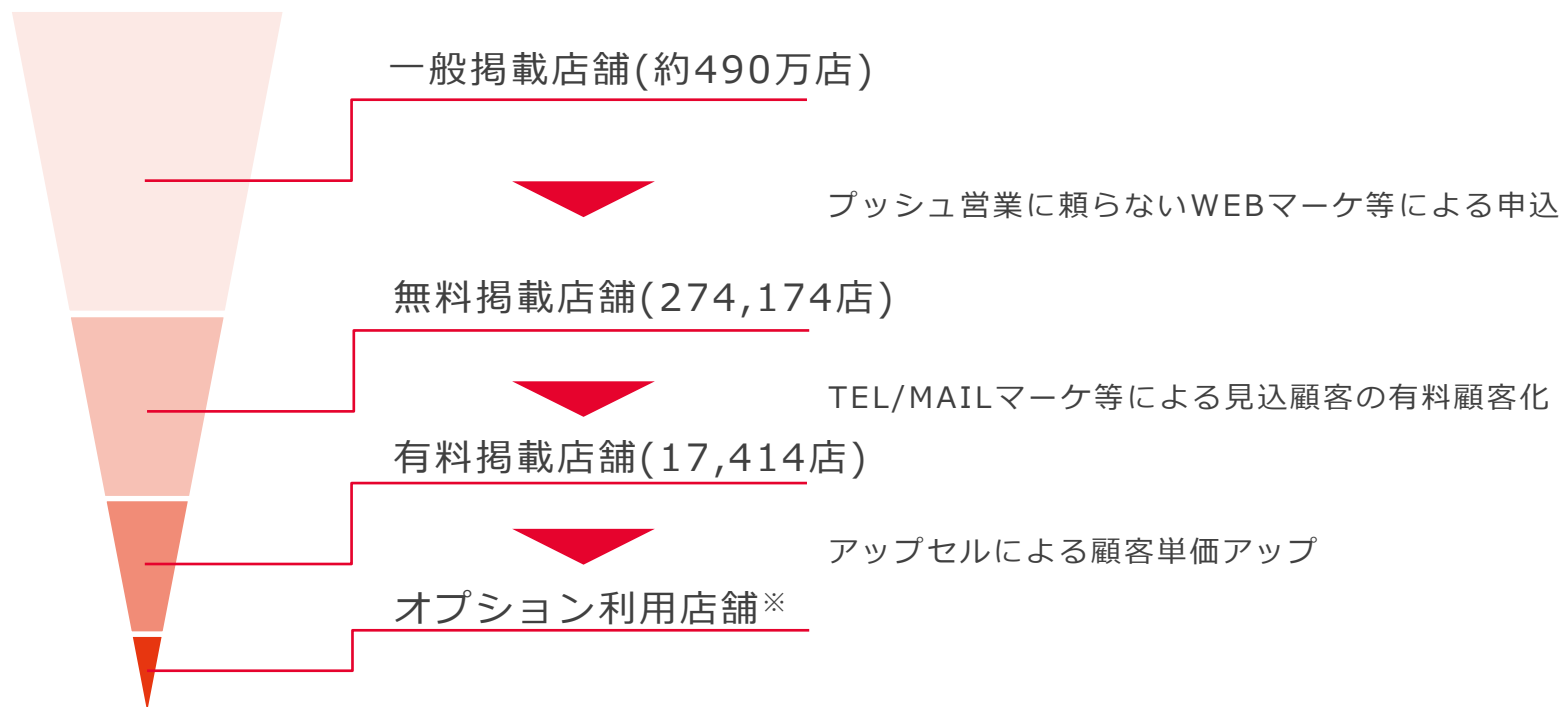 一般掲載店舗(約490万店)
プッシュ営業に頼らないWEBマーケ等による申込
無料掲載店舗(274,174店)
TEL/MAILマーケ等による見込顧客の有料顧客化
有料掲載店舗(17,414店)
アップセルによる顧客単価アップ
オプション利用店舗※